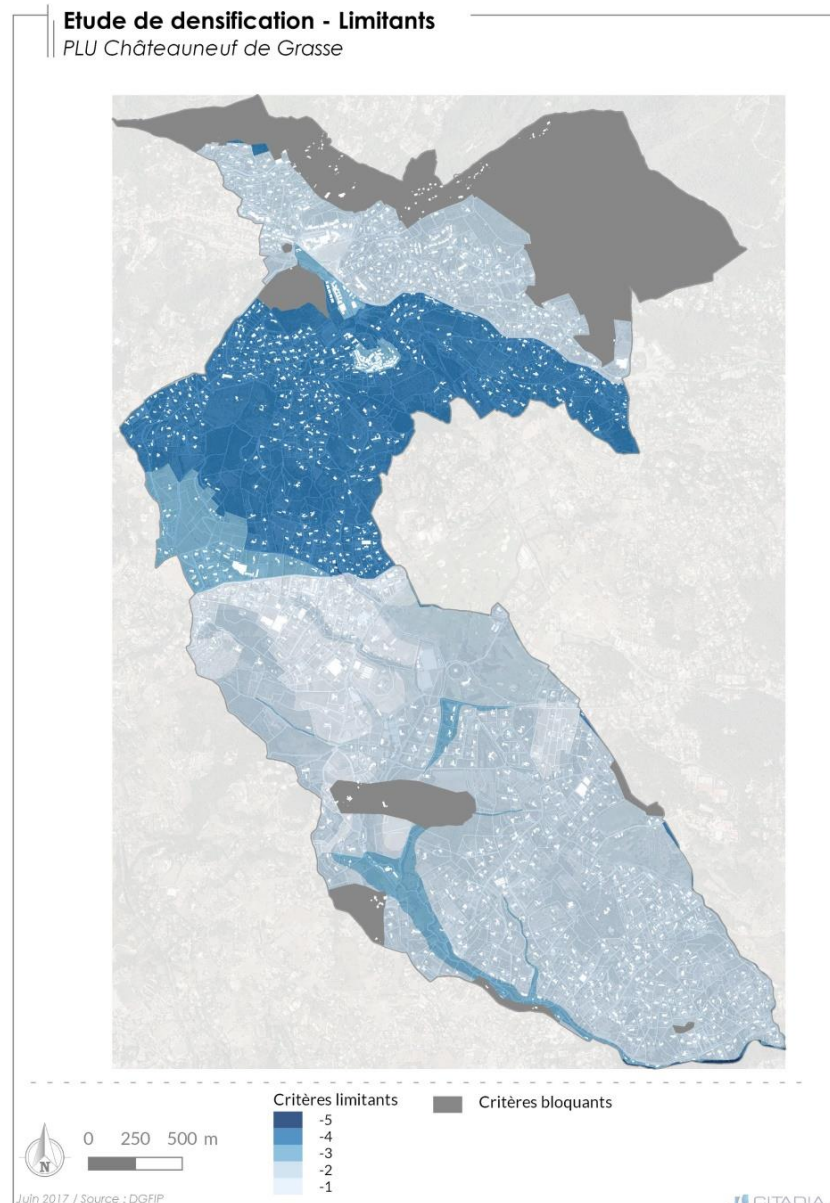 Etude de densification - Limitants
PLU Châteauneuf de Grasse
Critères limitants
-5
-4
-3
-2
-1
Critères bloquants
0 250 500 m
N
Juin 2017 / Source : DGFIP
CITADIA